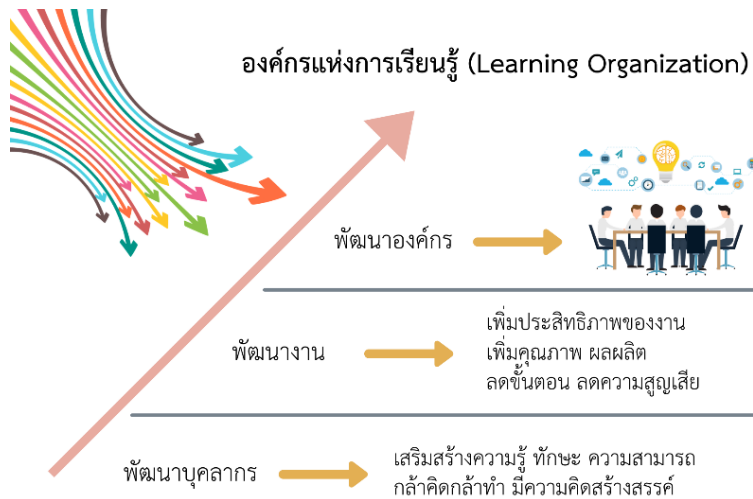 องค์กรแห่งการเรียนรู้ (Learning Organization)
พัฒนาองค์กร
พัฒนางาน
เพิ่มประสิทธิภาพของงาน
เพิ่มคุณภาพ ผลผลิต
ลดขั้นตอน ลดความสูญเสีย
พัฒนาบุคลากร
เสริมสร้างความรู้ ทักษะ ความสามารถ
กล้าคิดกล้าทำ มีความคิดสร้างสรรค์